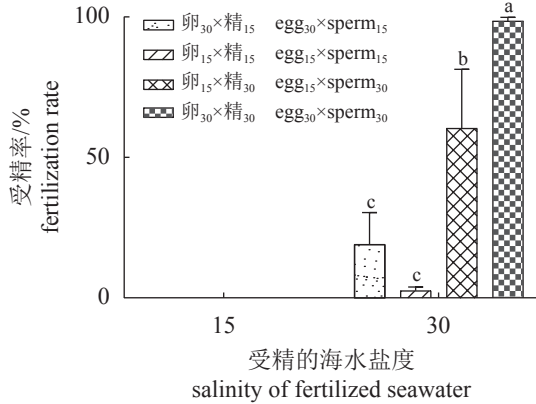 100
50
0
受精率/%
fertilization rate
卵₃₀×精₁₅ egg₃₀×sperm₁₅
卵₁₅×精₁₅ egg₁₅×sperm₁₅
卵₁₅×精₃₀ egg₁₅×sperm₃₀
卵₃₀×精₃₀ egg₃₀×sperm₃₀
c
c
b
a
15
30
受精的海水盐度
salinity of fertilized seawater